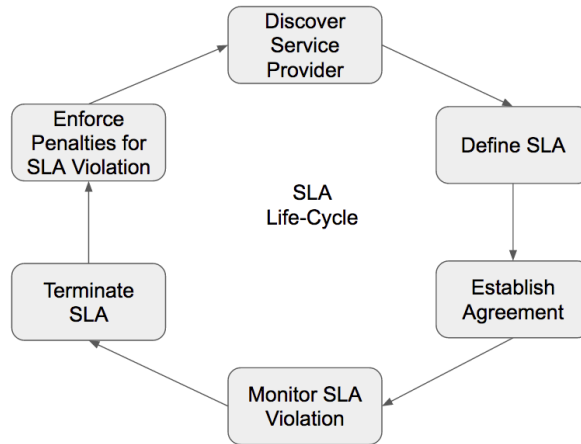 Discover
Service
Provider
Define SLA
Establish
Agreement
Monitor SLA
Violation
Terminate
SLA
Enforce
Penalties for
SLA Violation
SLA
Life-Cycle